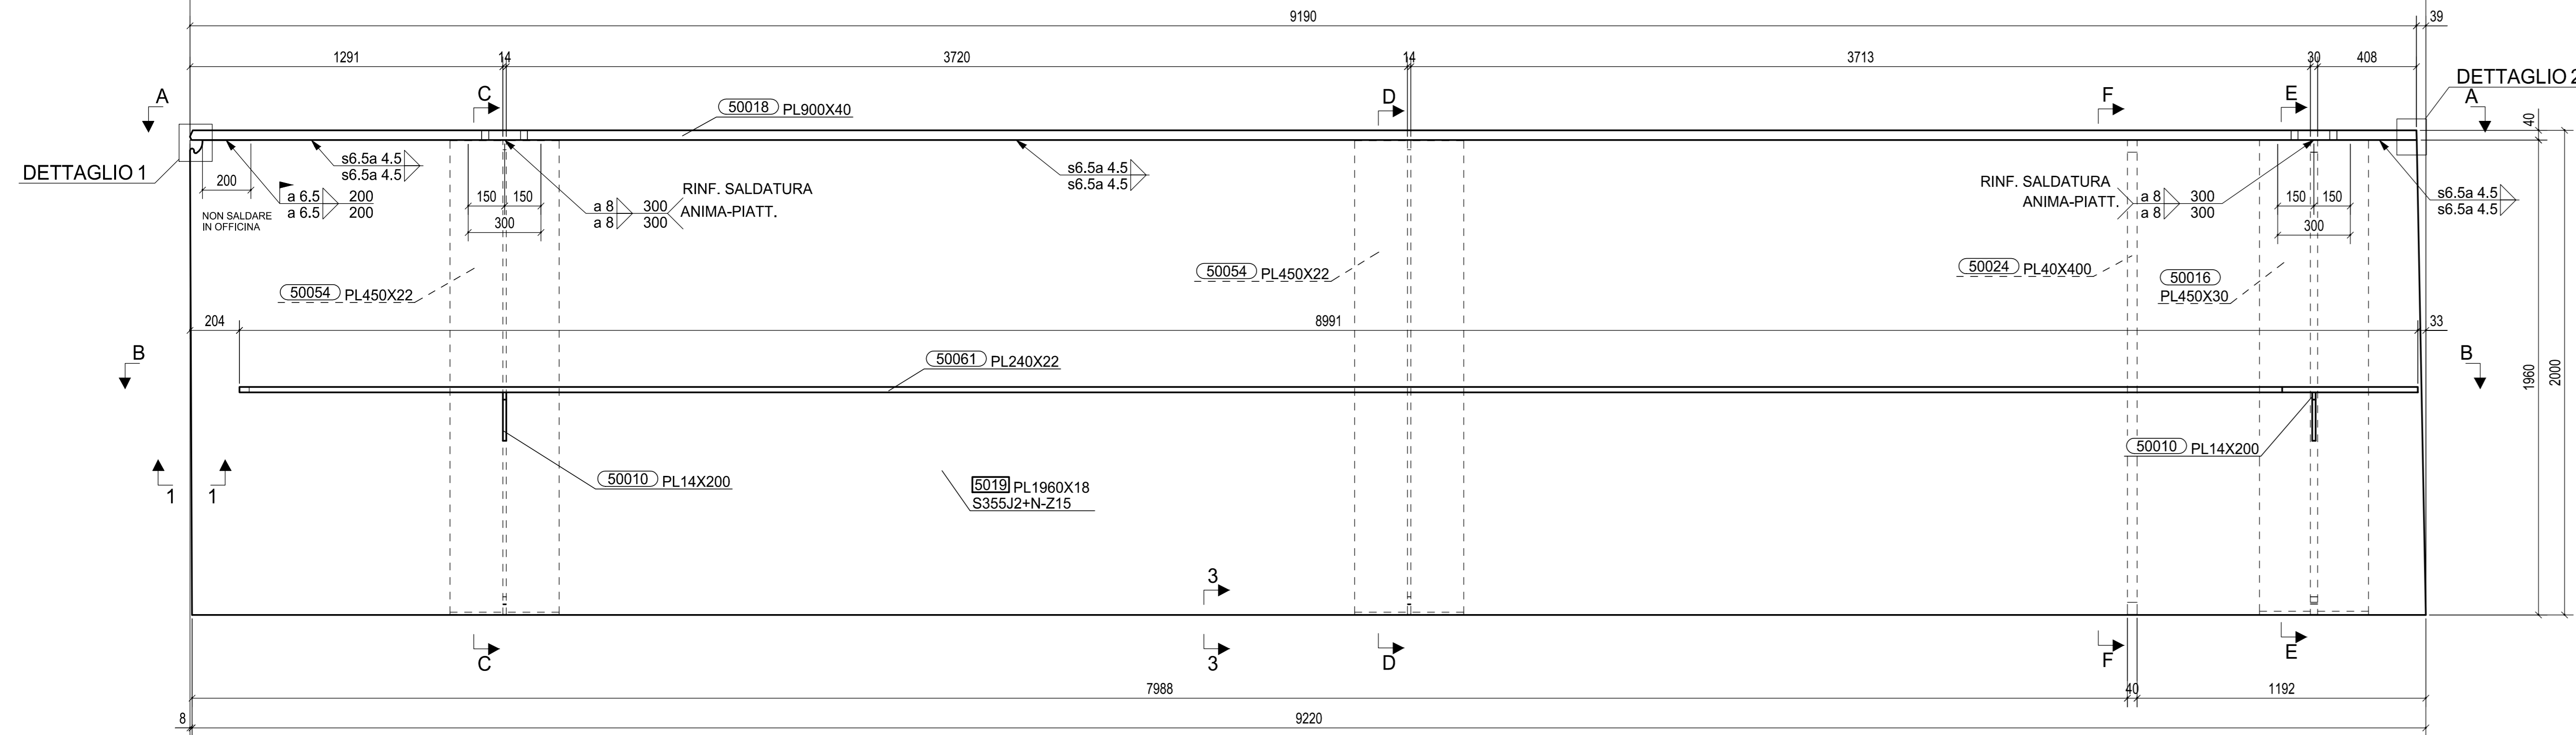 9190
39
1291
14
3720
14
3713
30
408
DETTAGLIO 2
A
C
50018 PL900X40
D
F
E
A
40
DETTAGLIO 1
s6.5a 4.5
s6.5a 4.5
200
a 6.5 200
a 6.5 200
NON SALDARE
IN OFFICINA
150 150
300
a 8 300
a 8 300
RINF. SALDATURA
ANIMA-PIATT.
s6.5a 4.5
s6.5a 4.5
RINF. SALDATURA
ANIMA-PIATT.
a 8 300
a 8 300
150 150
300
s6.5a 4.5
s6.5a 4.5
50054 PL450X22
50054 PL450X22
50024 PL40X400
50016
PL450X30
204
8991
33
B
50061 PL240X22
B
1960
2000
1 1
50010 PL14X200
5019 PL1960X18
S355J2+N-Z15
50010 PL14X200
3
C
3
D
F
E
7988
40
1192
8
9220